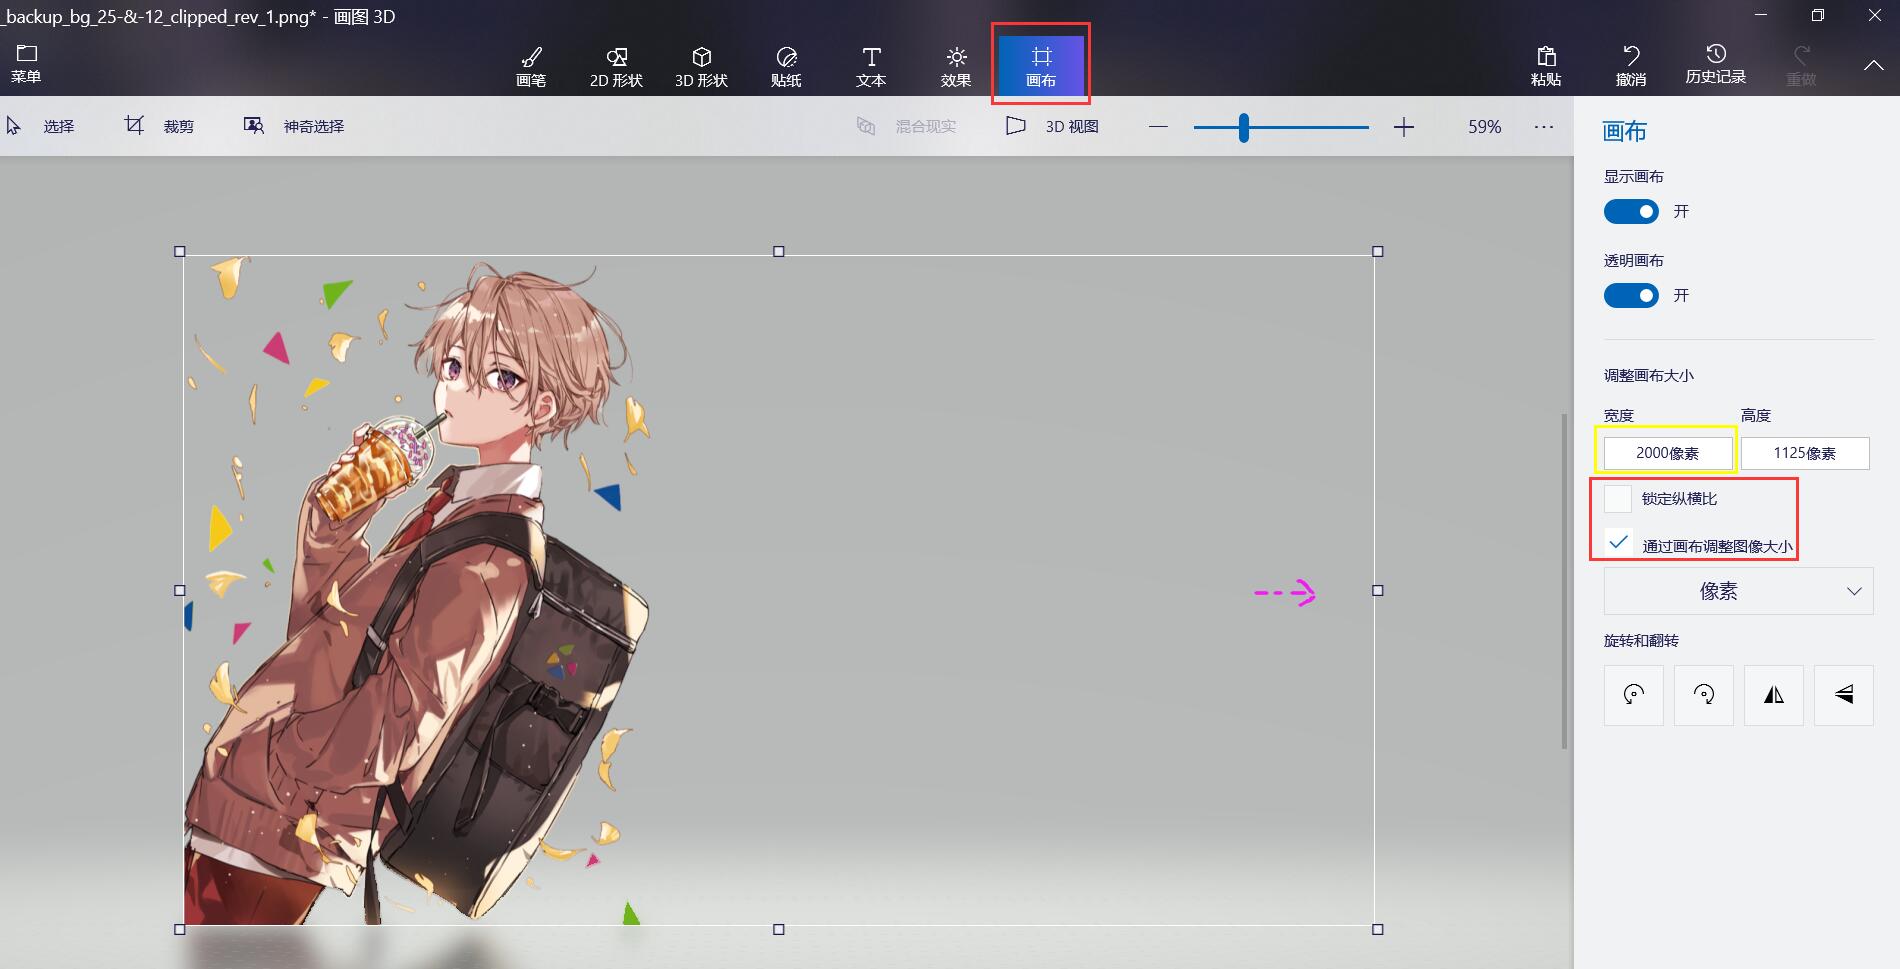 _backup_bg_25-&-12_clipped_rev_1.png* - 画图 3D
菜单
画笔
2D 形状
3D 形状
贴纸
文本
效果
画布
粘贴
撤消
历史记录
重做
选择
裁剪
神奇选择
混合现实
3D 视图
59%
画布
显示画布
开
透明画布
开
调整画布大小
宽度 高度
2000像素 1125像素
锁定纵横比
通过画布调整图像大小
像素
旋转和翻转